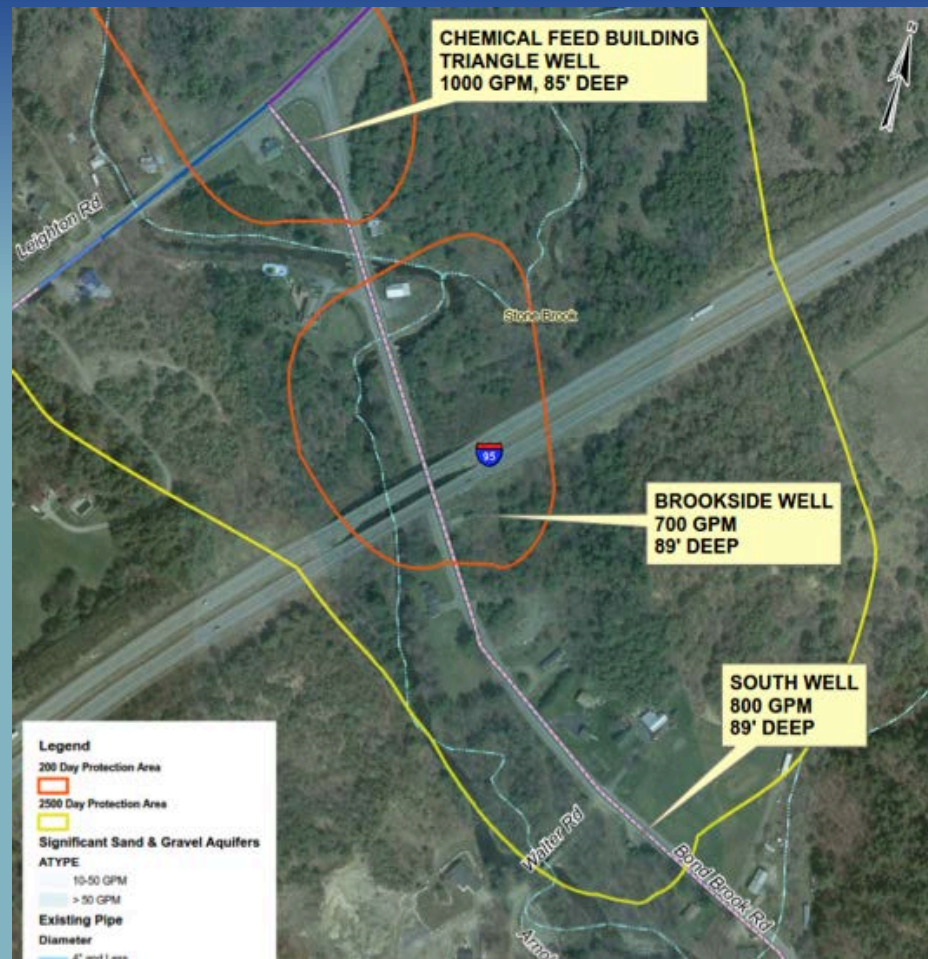 CHEMICAL FEED BUILDING
TRIANGLE WELL
1000 GPM, 85' DEEP
N
Leighton Rd
Stone Brook
95
BROOKSIDE WELL
700 GPM
89' DEEP
SOUTH WELL
800 GPM
89' DEEP
Walter Rd
Bond Brook Rd
Legend
200 Day Protection Area
2500 Day Protection Area
Significant Sand & Gravel Aquifers
ATYPE
10-50 GPM
> 50 GPM
Existing Pipe
Diameter